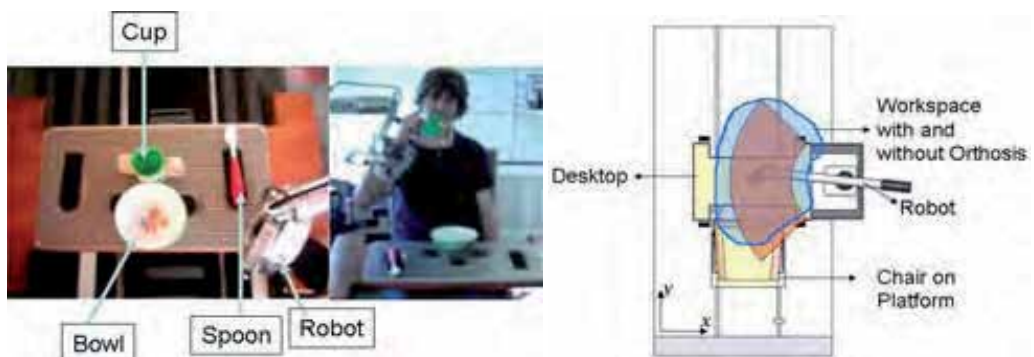 Cup
Bowl
Spoon
Robot
Workspace
with and
without Orthosis
Desktop
Robot
Chair on
Platform
y
x